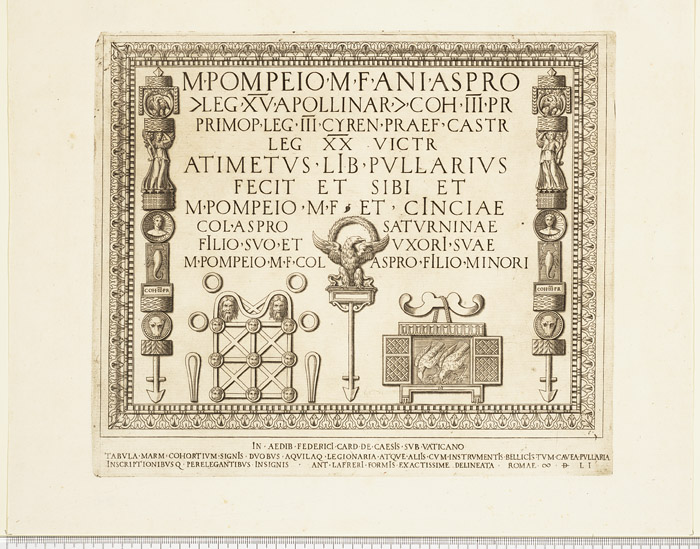 M·POMPEIO·M·F·ANI·ASPRO
>LEG·XV·APOLLINAR·>·COH·III·PR
PRIMOP·LEG·III·CYREN·PRAEF·CASTR
LEG XX VICTR
ATIMETVS·LIB·PVLLARIVS
FECIT ET SIBI ET
M·POMPEIO·M·F ET·CINCIAE
COL·ASPRO SATVRNINAE
FILIO·SVO·ET VXORI·SVAE
M·POMPEIO·M·F·COL ASPRO·FILIO·MINORI
COH·III·PR
COH·III·PR
IN·AEDIB·FEDERICI·CARD·DE·CAESIS·SVB·VATICANO
TABVLA·MARM·COHORTIVM·SIGNIS·DVOBVS·AQVILAQ·LEGIONARIA·ATQVE·ALIIS·CVM·INSTRVMENTIS·BELLICIS·TVM·CAVEA·PVLLARIA
INSCRIPTIONIBVSQ·PERELEGANTIBVS·INSIGNIS·ANT·LAFRERI·FORMIS·EXACTISSIME·DELINEATA·ROMAE·∞·D·LI